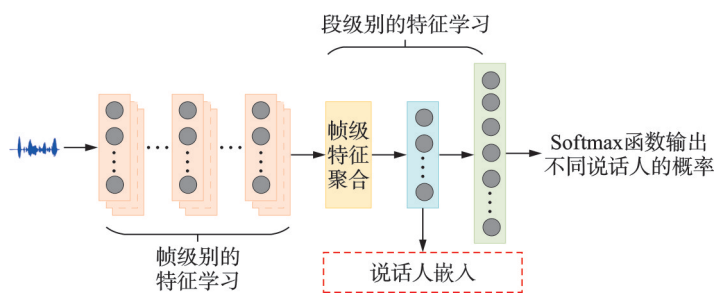 段级别的特征学习
帧级
特征
聚合
Softmax函数输出
不同说话人的概率
帧级别的
特征学习
说话人嵌入